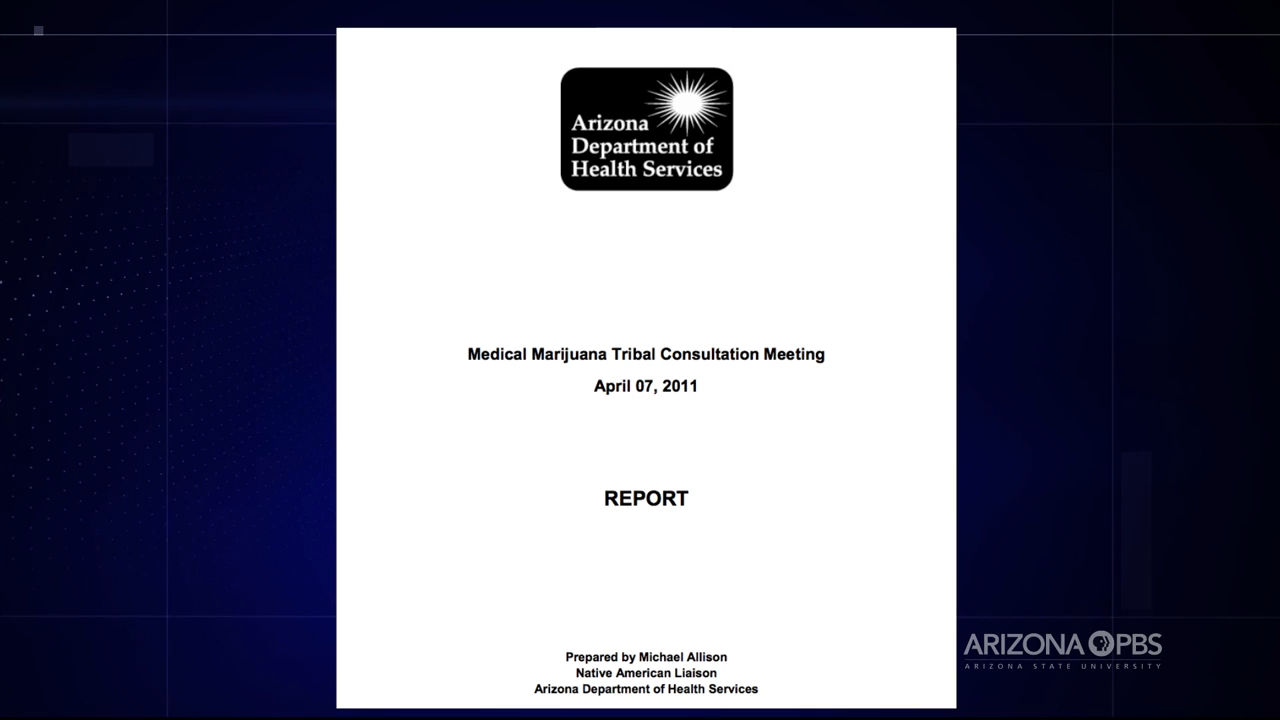 Arizona
Department of
Health Services
Medical Marijuana Tribal Consultation Meeting
April 07, 2011
REPORT
Prepared by Michael Allison
Native American Liaison
Arizona Department of Health Services
ARIZONA PBS
ARIZONA STATE UNIVERSITY